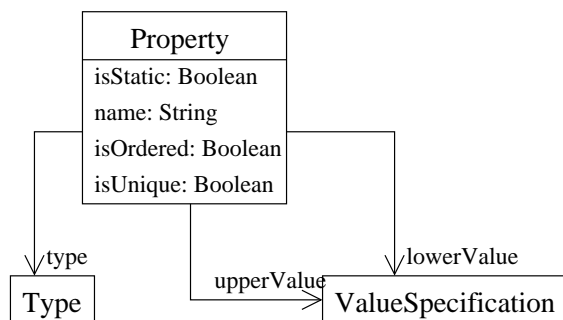 Property
isStatic: Boolean
name: String
isOrdered: Boolean
isUnique: Boolean
type
lowerValue
upperValue
Type
ValueSpecification